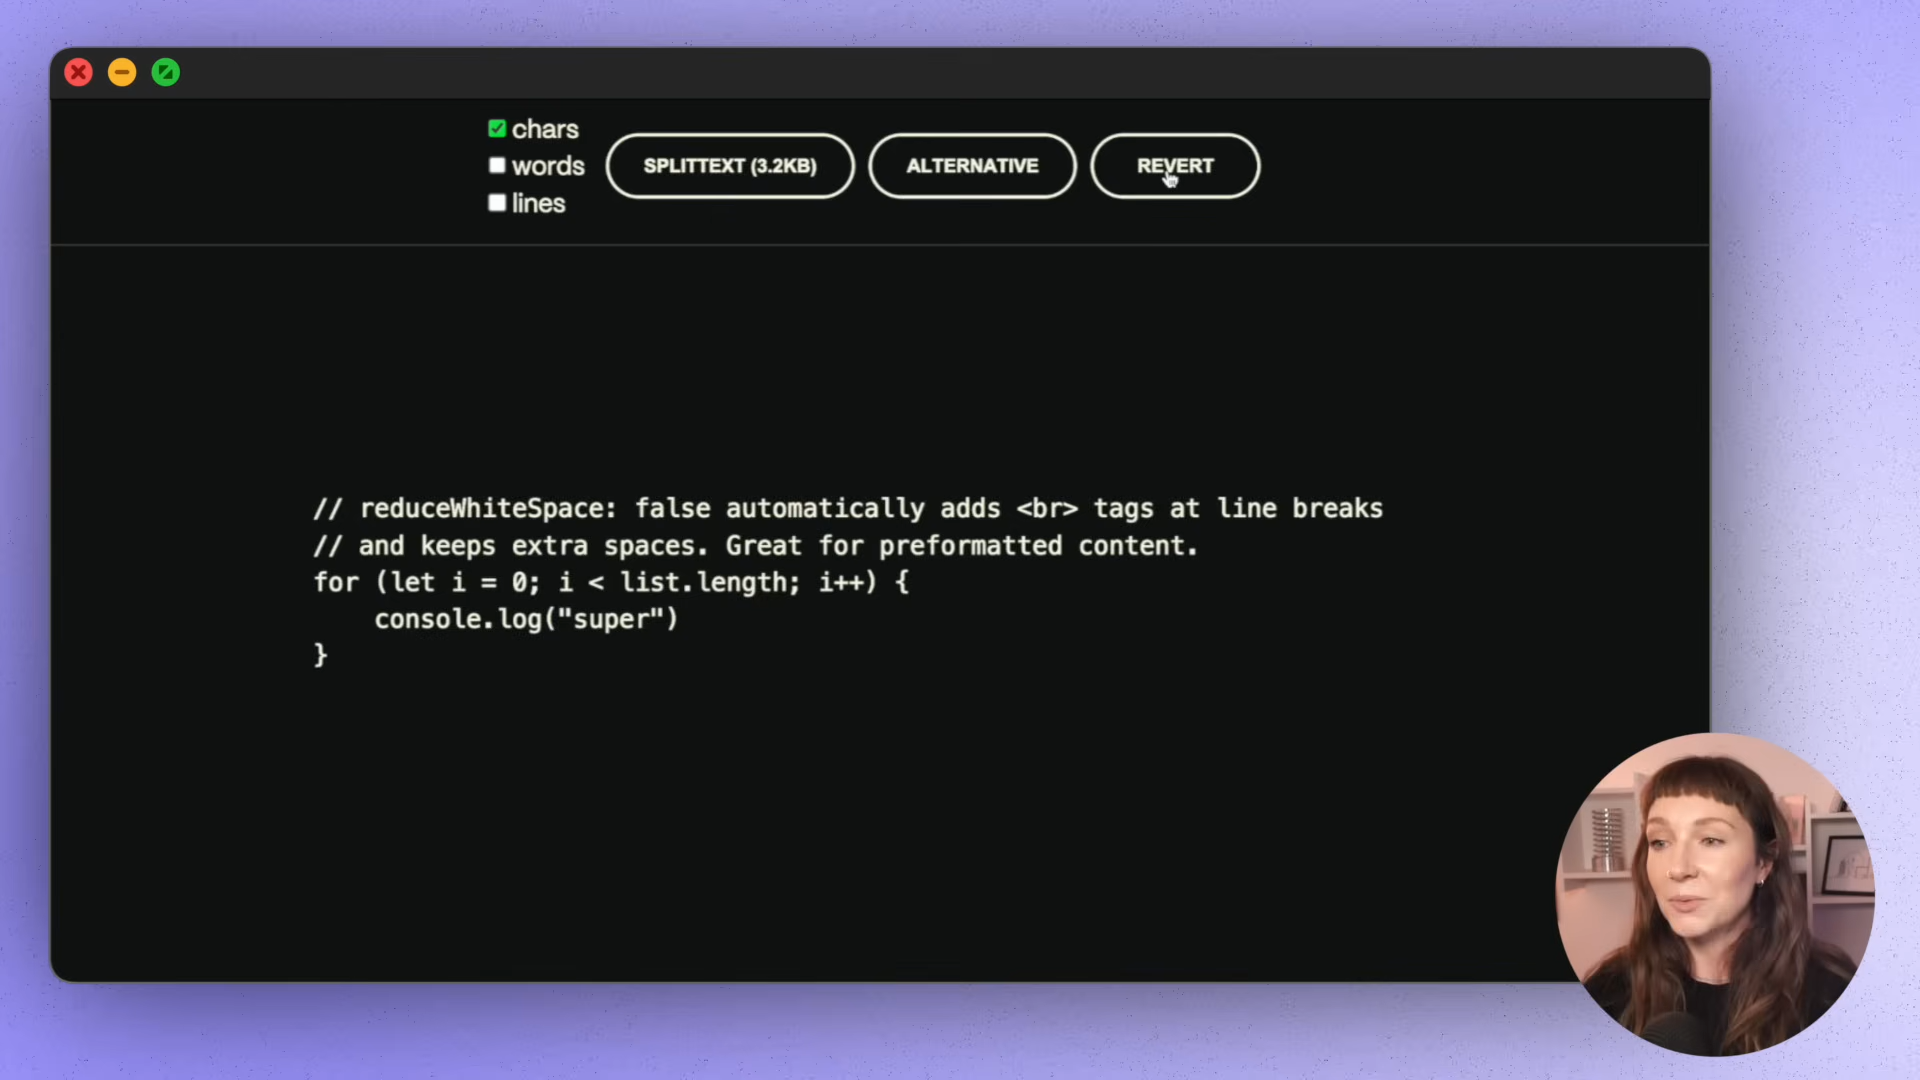 chars
words
lines
SPLITTEXT (3.2KB)
ALTERNATIVE
REVERT
// reduceWhiteSpace: false automatically adds <br> tags at line breaks
// and keeps extra spaces. Great for preformatted content.
for (let i = 0; i < list.length; i++) {
    console.log("super")
}